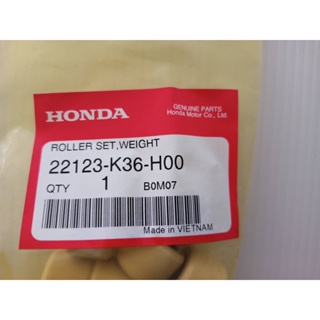 HONDA
GENUINE PARTS
Honda Motor Co., Ltd.
ROLLER SET,WEIGHT
22123-K36-H00
QTY 1 B0M07
Made in VIETNAM